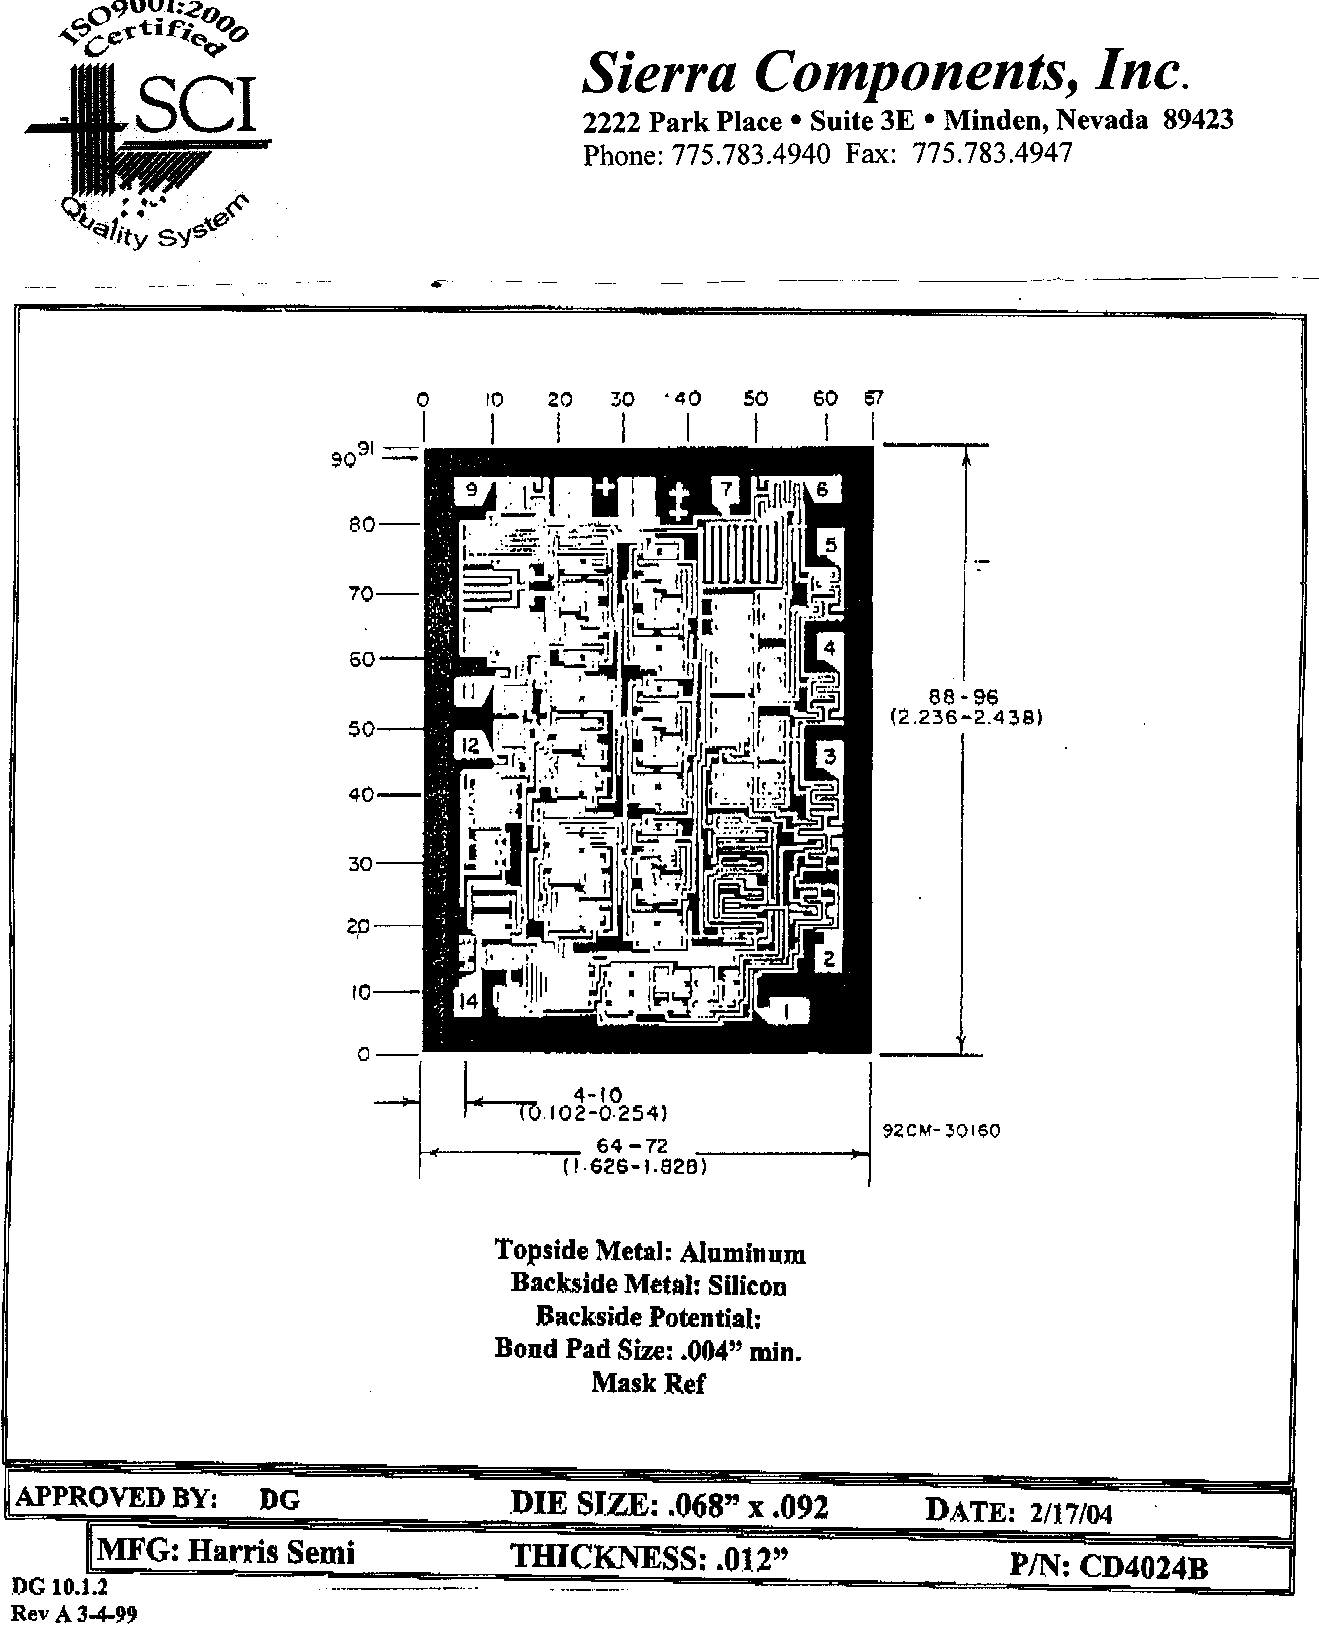 ISO9001:2000
Certified
SCI
Quality System
Sierra Components, Inc.
2222 Park Place • Suite 3E • Minden, Nevada 89423
Phone: 775.783.4940 Fax: 775.783.4947
0 10 20 30 40 50 60 67
91
90
80
70
60
50
40
30
20
10
0
9
7
6
5
4
11
12
3
2
14
1
88-96
(2.236-2.438)
4-10
(0.102-0.254)
64-72
(1.626-1.828)
92CM-30160
Topside Metal: Aluminum
Backside Metal: Silicon
Backside Potential:
Bond Pad Size: .004” min.
Mask Ref
APPROVED BY: DG DIE SIZE: .068” x .092 DATE: 2/17/04
MFG: Harris Semi THICKNESS: .012” P/N: CD4024B
DG 10.1.2
Rev A 3-4-99